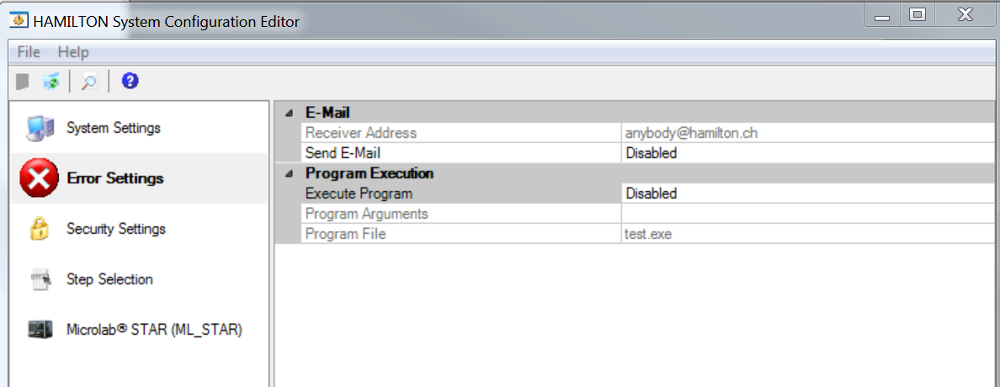 HAMILTON System Configuration Editor
File Help
System Settings
Error Settings
Security Settings
Step Selection
Microlab® STAR (ML_STAR)
E-Mail
Receiver Address anybody@hamilton.ch
Send E-Mail Disabled
Program Execution
Execute Program Disabled
Program Arguments
Program File test.exe